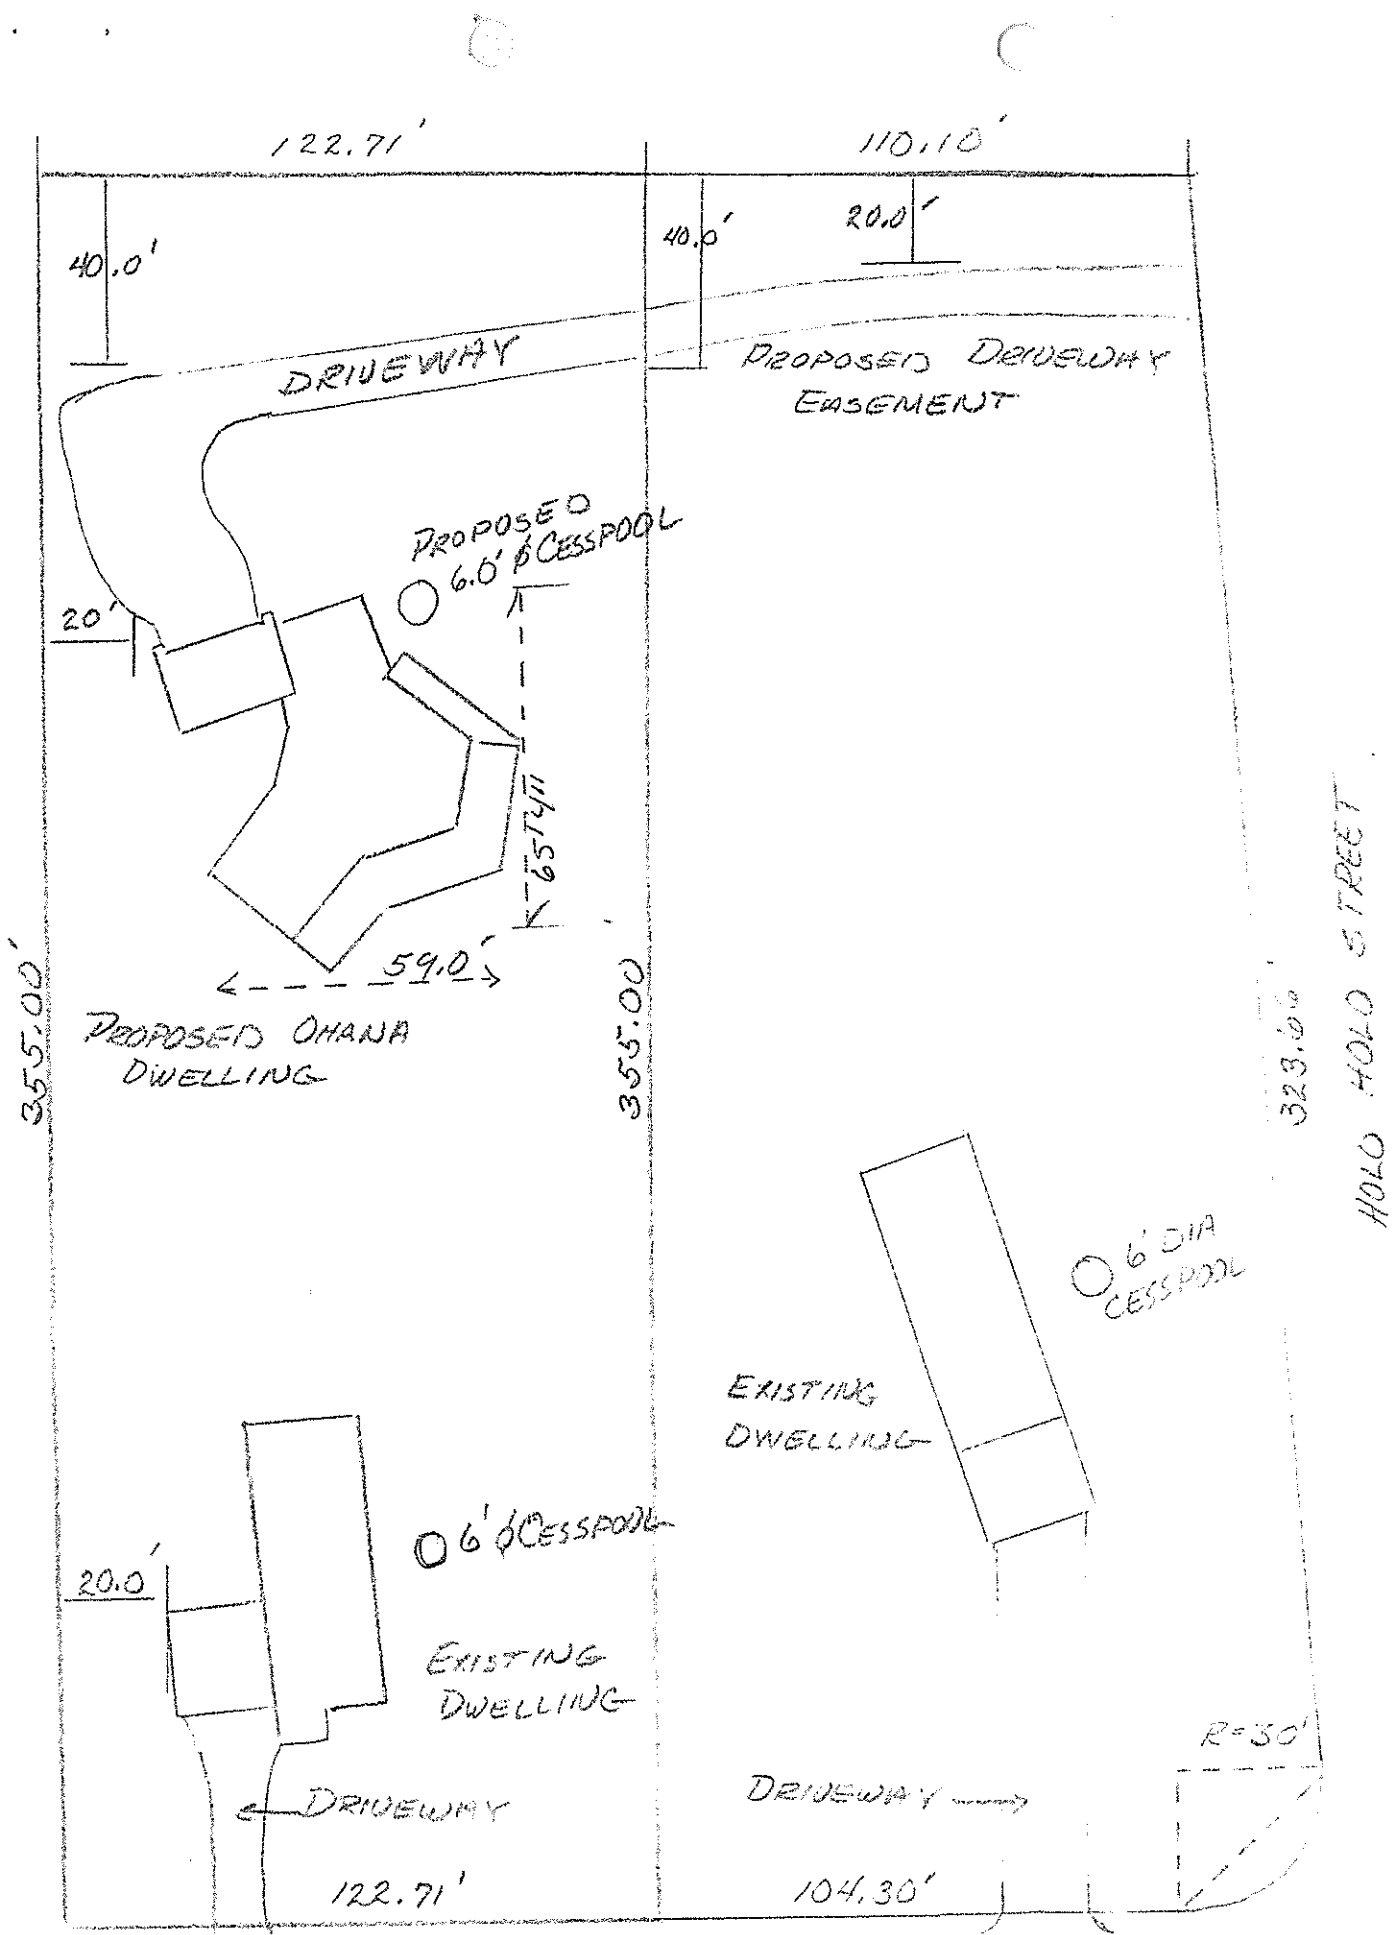 122.71'
110.10'
40.0'
40.0'
20.0'
DRIVEWAY
PROPOSED DRIVEWAY
EASEMENT
PROPOSED
6.0' ϕ CESSPOOL
20'
65'4"
59.0'
PROPOSED OHANA
DWELLING
355.00'
355.00'
323.66'
HOLO HOLO STREET
6' DIA
CESSPOOL
EXISTING
DWELLING
6' ϕ CESSPOOL
20.0'
EXISTING
DWELLING
R=30'
DRIVEWAY
DRIVEWAY
122.71'
104.30'